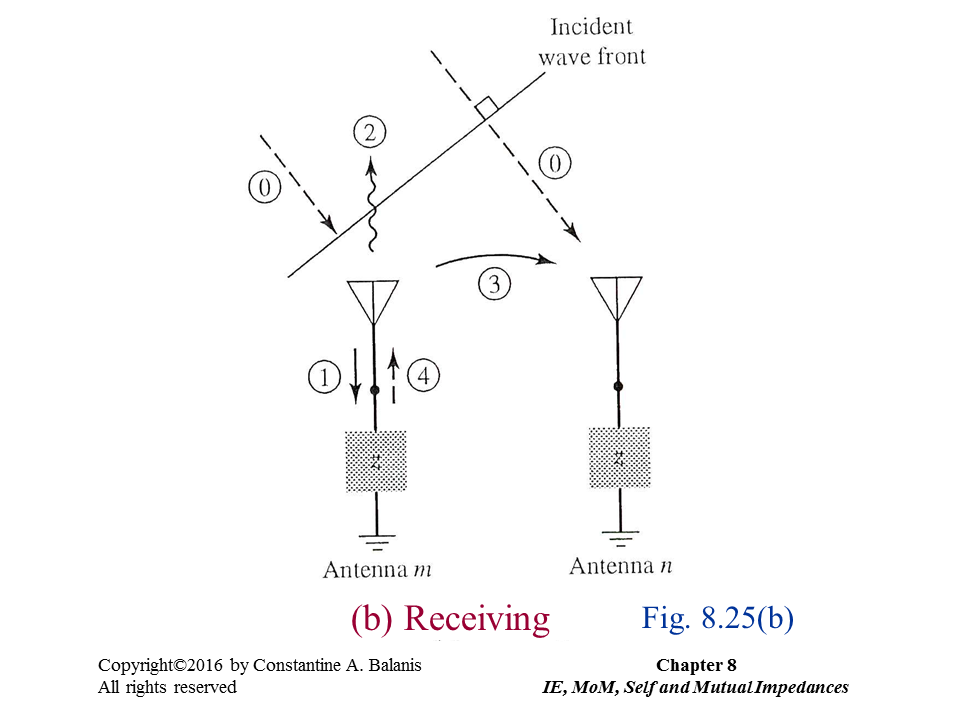 Incident
wave front
2
0
0
3
1
4
z
z
Antenna m
Antenna n
(b) Receiving
Fig. 8.25(b)
Copyright©2016 by Constantine A. Balanis
All rights reserved
Chapter 8
IE, MoM, Self and Mutual Impedances